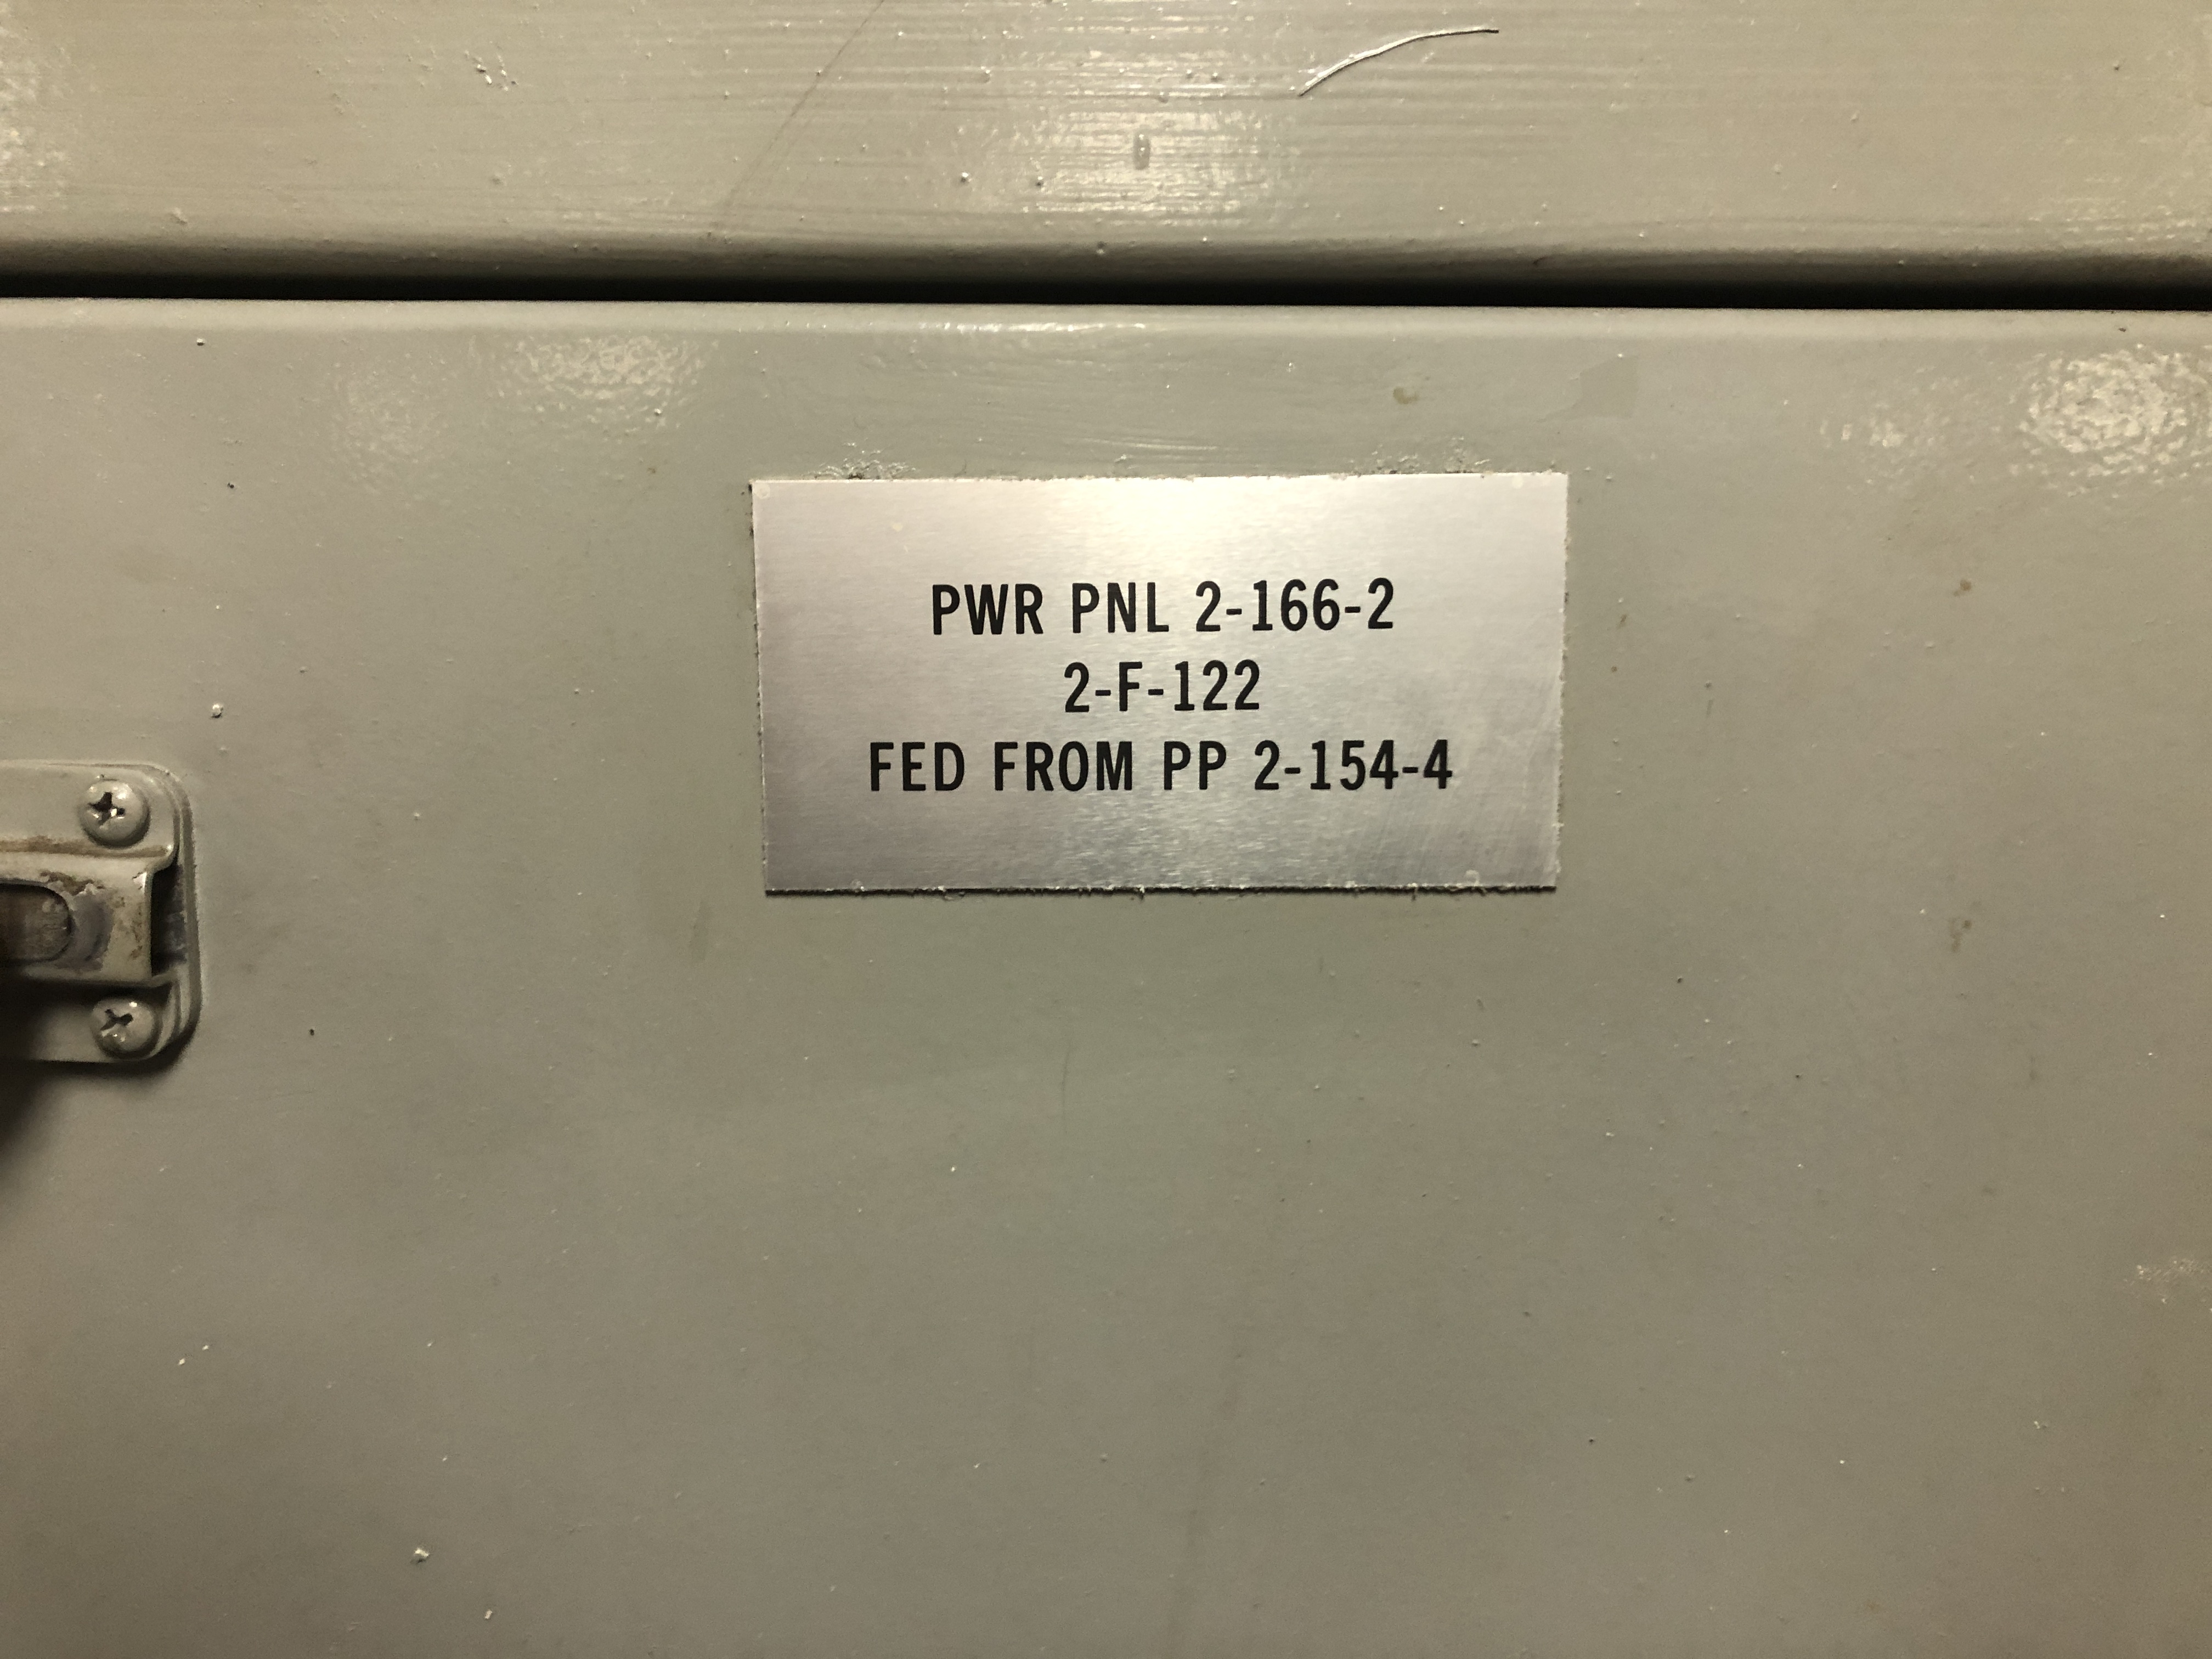 PWR PNL 2-166-2
2-F-122
FED FROM PP 2-154-4